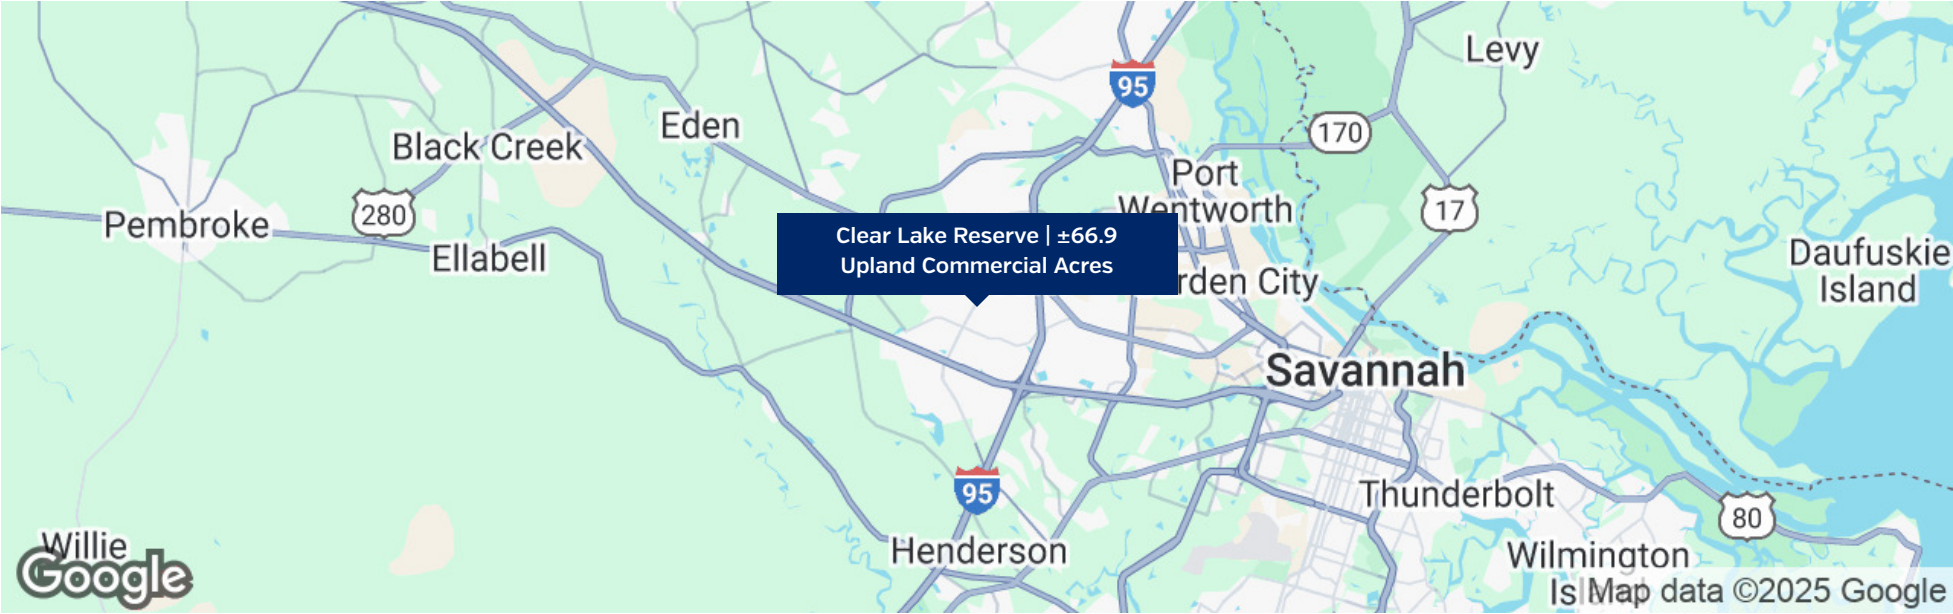 Levy
95
Eden
170
Black Creek
Port
Wentworth
280
17
Pembroke
Clear Lake Reserve | ±66.9
Upland Commercial Acres
Ellabell
Daufuskie
Island
rden City
Savannah
95
Thunderbolt
80
Willie
Henderson
Wilmington
Google
Map data ©2025 Google